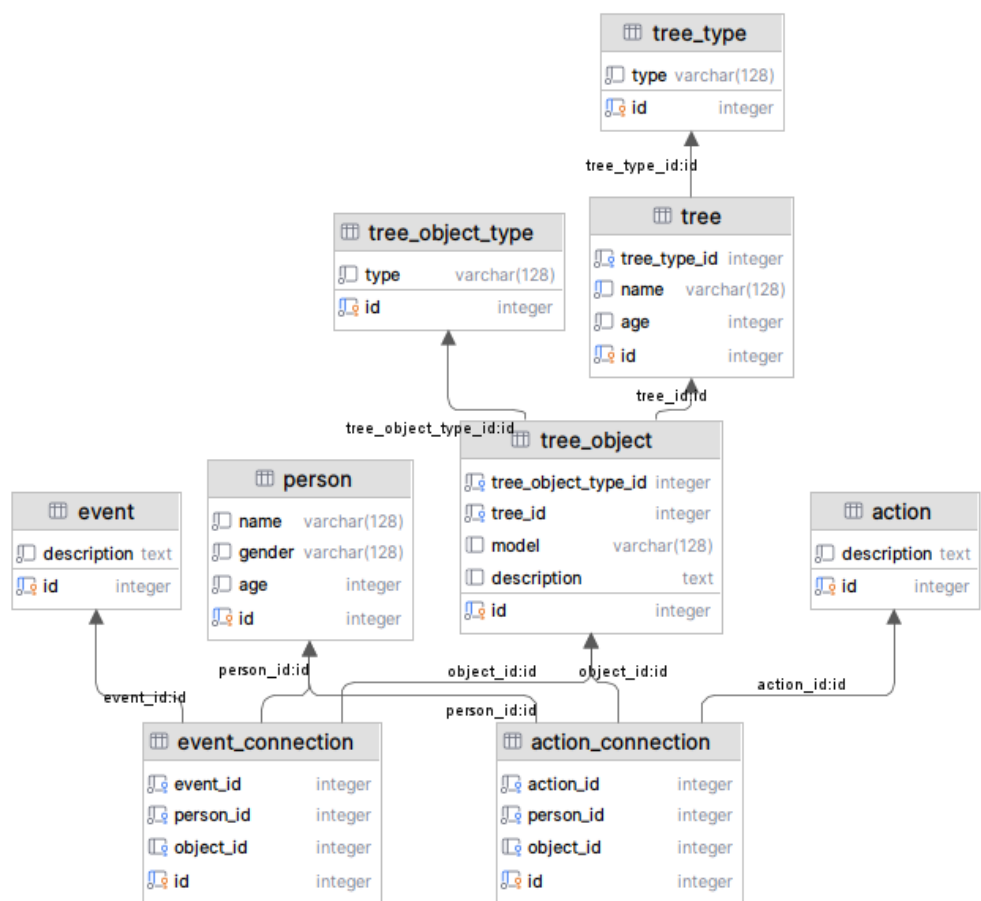 tree_type
type varchar(128)
id integer
tree_type_id:id
tree
tree_type_id integer
name varchar(128)
age integer
id integer
tree_object_type
type varchar(128)
id integer
tree_id:id
tree_object_type_id:id
tree_object
tree_object_type_id integer
tree_id integer
model varchar(128)
description text
id integer
person
name varchar(128)
gender varchar(128)
age integer
id integer
event
description text
id integer
action
description text
id integer
person_id:id
object_id:id
object_id:id
action_id:id
event_id:id
person_id:id
event_connection
event_id integer
person_id integer
object_id integer
id integer
action_connection
action_id integer
person_id integer
object_id integer
id integer